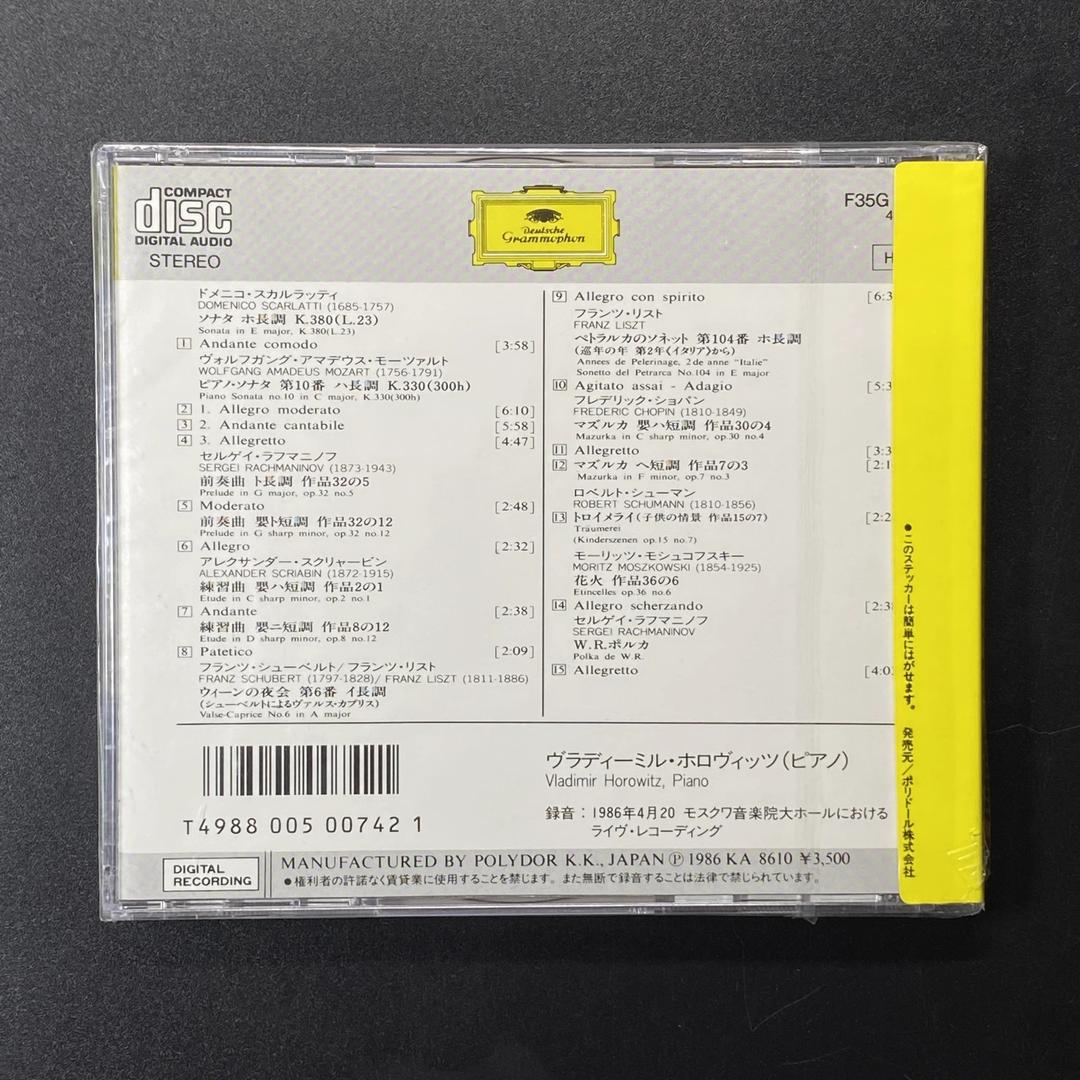 COMPACT
disc
DIGITAL AUDIO
STEREO
Deutsche
Grammophon
F35G
4
H
ドメニコ・スカルラッティ
DOMENICO SCARLATTI (1685-1757)
ソナタ ホ長調 K.380(L.23)
Sonata in E major, K.380(L.23)
1 Andante comodo [3:58]
ヴォルフガング・アマデウス・モーツァルト
WOLFGANG AMADEUS MOZART (1756-1791)
ピアノ・ソナタ 第10番 ハ長調 K.330(300h)
Piano Sonata no.10 in C major, K.330(300h)
2 1. Allegro moderato [6:10]
3 2. Andante cantabile [5:58]
4 3. Allegretto [4:47]
セルゲイ・ラフマニノフ
SERGEI RACHMANINOV (1873-1943)
前奏曲 ト長調 作品32の5
Prelude in G major, op.32 no.5
5 Moderato [2:48]
前奏曲 嬰ト短調 作品32の12
Prelude in G sharp minor, op.32 no.12
6 Allegro [2:32]
アレクサンダー・スクリャービン
ALEXANDER SCRIABIN (1872-1915)
練習曲 嬰ハ短調 作品2の1
Etude in C sharp minor, op.2 no.1
7 Andante [2:38]
練習曲 嬰ニ短調 作品8の12
Etude in D sharp minor, op.8 no.12
8 Patetico [2:09]
フランツ・シューベルト/フランツ・リスト
FRANZ SCHUBERT (1797-1828)/FRANZ LISZT (1811-1886)
ウィーンの夜会 第6番 イ長調
(シューベルトによるヴァルス・カプリス)
Valse-Caprice No.6 in A major
9 Allegro con spirito [6:3
フランツ・リスト
FRANZ LISZT
ペトラルカのソネット 第104番 ホ長調
(巡年の年 第2年《イタリア》から)
Annees de Pelerinage, 2de anne "Italie"
Sonetto del Petrarca No.104 in E major
10 Agitato assai - Adagio [5:3
フレデリック・ショパン
FREDERIC CHOPIN (1810-1849)
マズルカ 嬰ハ短調 作品30の4
Mazurka in C sharp minor, op.30 no.4
11 Allegretto [3:3
12 マズルカ ヘ短調 作品7の3 [2:1
Mazurka in F minor, op.7 no.3
ロベルト・シューマン
ROBERT SCHUMANN (1810-1856)
13 トロイメライ(子供の情景 作品15の7) [2:2
Träumerei
(Kinderszenen op.15 no.7)
モーリッツ・モシュコフスキー
MORITZ MOSZKOWSKI (1854-1925)
花火 作品36の6
Etincelles op.36 no.6
14 Allegro scherzando [2:38
セルゲイ・ラフマニノフ
SERGEI RACHMANINOV
W.R.ポルカ
Polka de W.R.
15 Allegretto [4:03
T4988 005 00742 1
ヴラディーミル・ホロヴィッツ(ピアノ)
Vladimir Horowitz, Piano
録音：1986年4月20 モスクワ音楽院大ホールにおける
ライヴ・レコーディング
DIGITAL
RECORDING
MANUFACTURED BY POLYDOR K.K., JAPAN Ⓟ 1986 KA 8610 ¥3,500
●権利者の許諾なく賃貸業に使用することを禁じます。また無断で録音することは法律で禁じられています。
●このステッカーは簡単にはがせます。 発売元/ポリドール株式会社